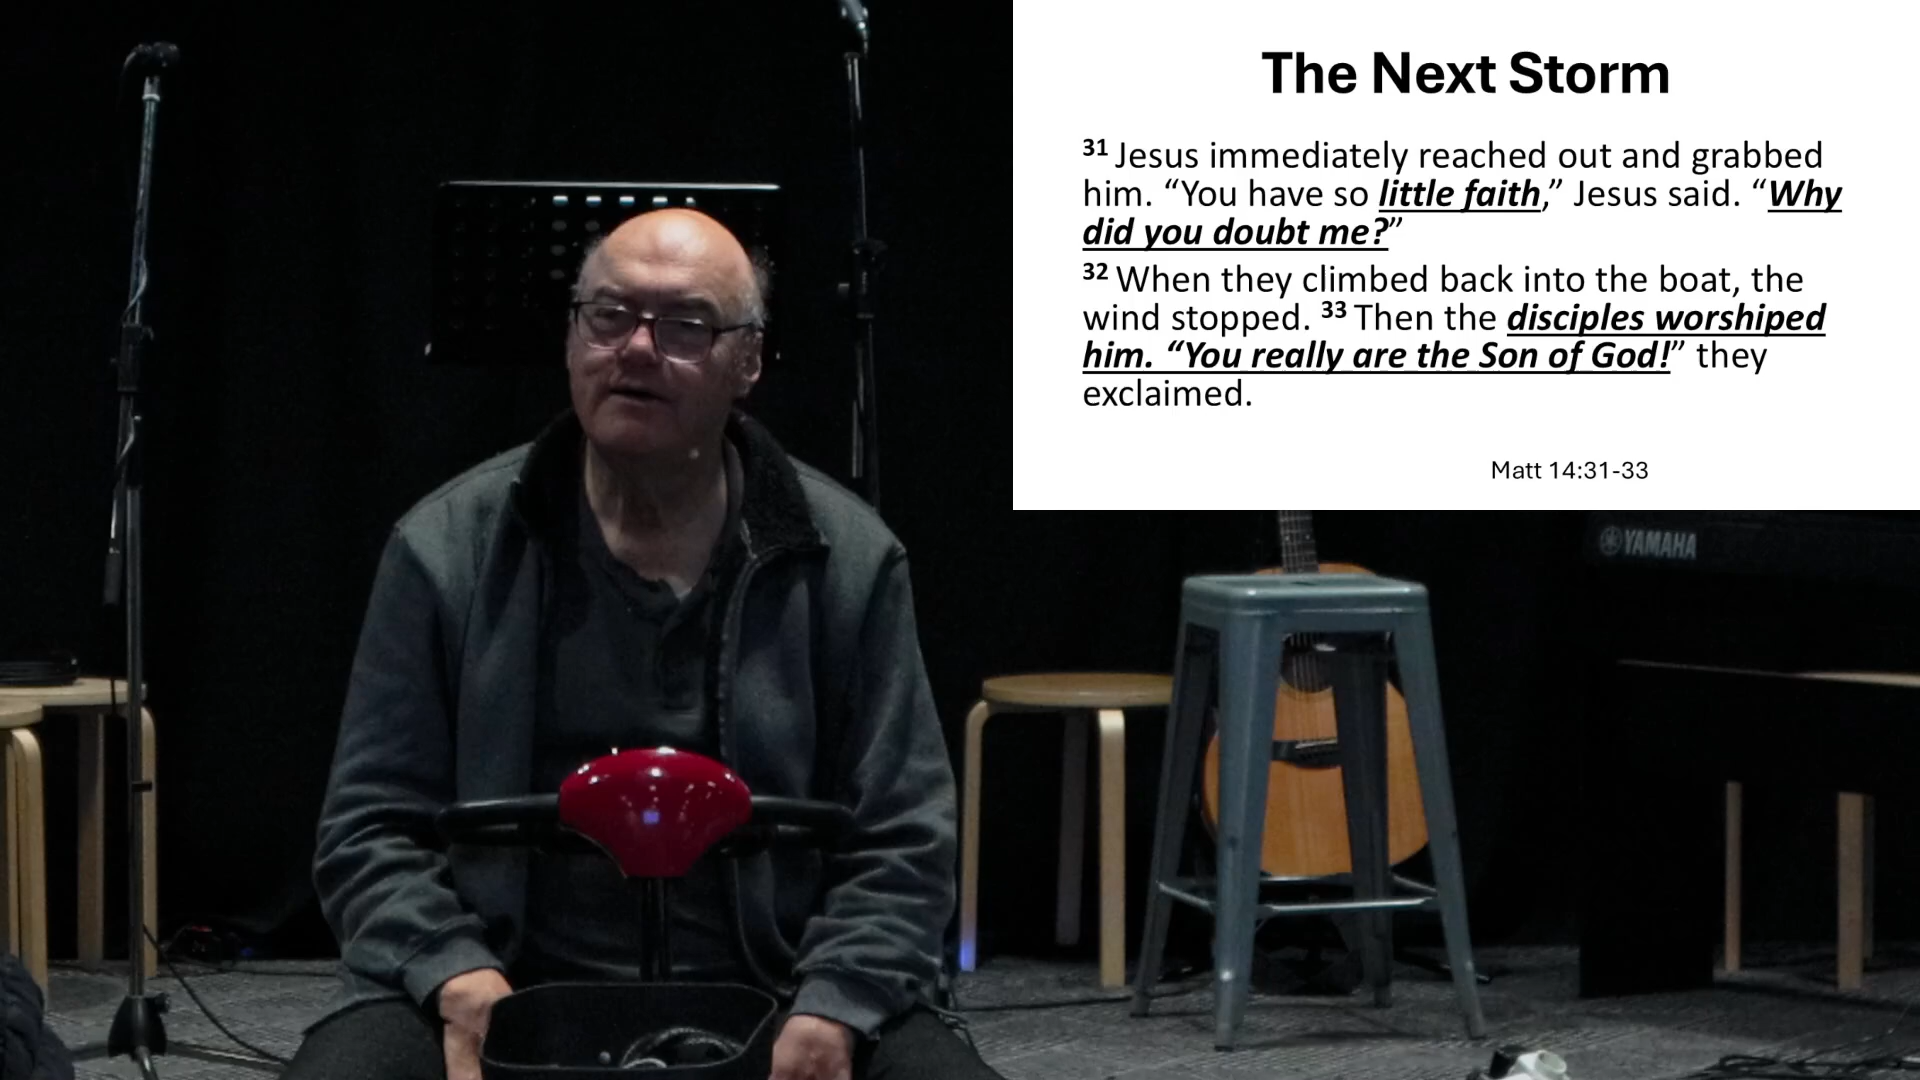 The Next Storm
31 Jesus immediately reached out and grabbed
him. “You have so little faith,” Jesus said. “Why
did you doubt me?”
32 When they climbed back into the boat, the
wind stopped. 33 Then the disciples worshiped
him. “You really are the Son of God!” they
exclaimed.
Matt 14:31-33
YAMAHA